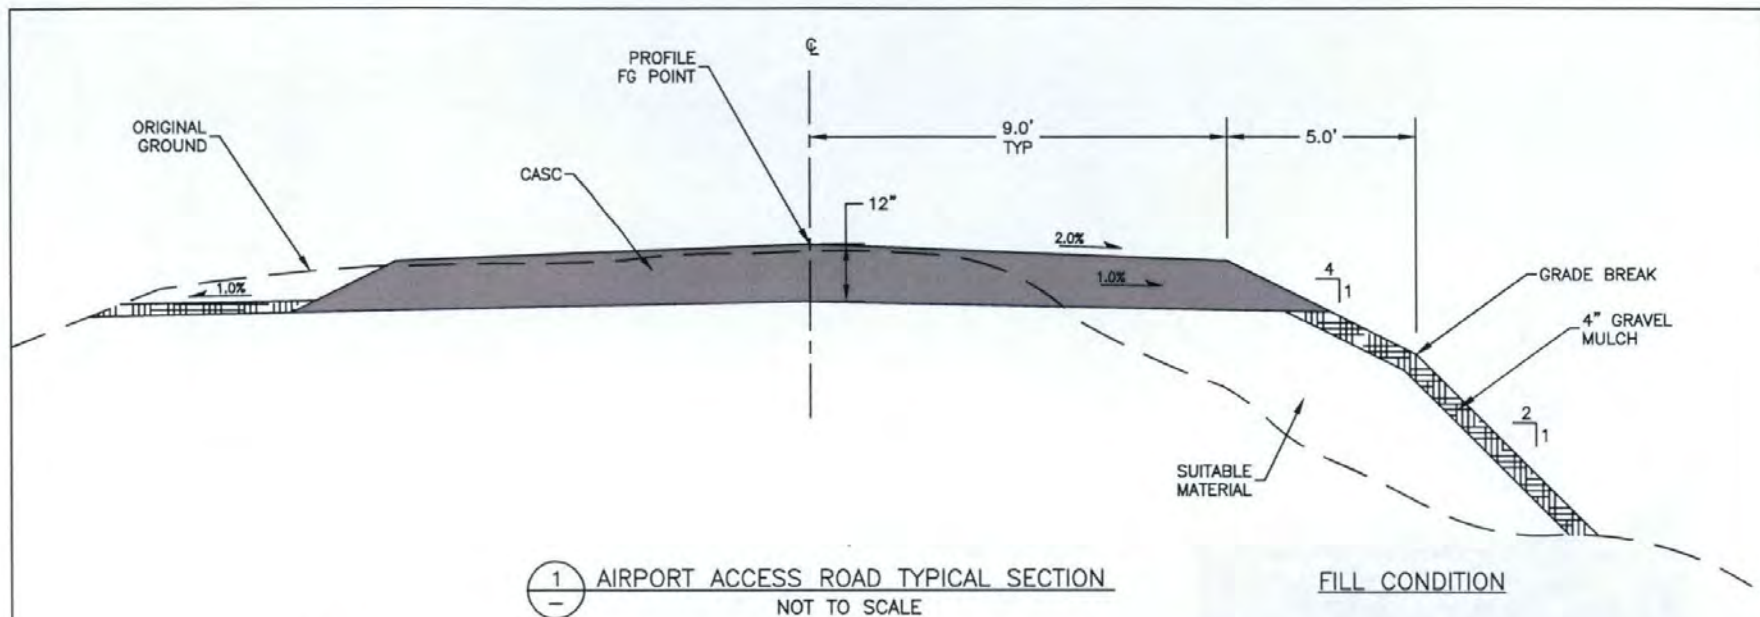 ℄
PROFILE
FG POINT
9.0'
TYP
5.0'
ORIGINAL
GROUND
CASC
12"
2.0%
1.0%
1.0%
4
1
GRADE BREAK
4" GRAVEL
MULCH
2
1
SUITABLE
MATERIAL
1
–
AIRPORT ACCESS ROAD TYPICAL SECTION
NOT TO SCALE
FILL CONDITION